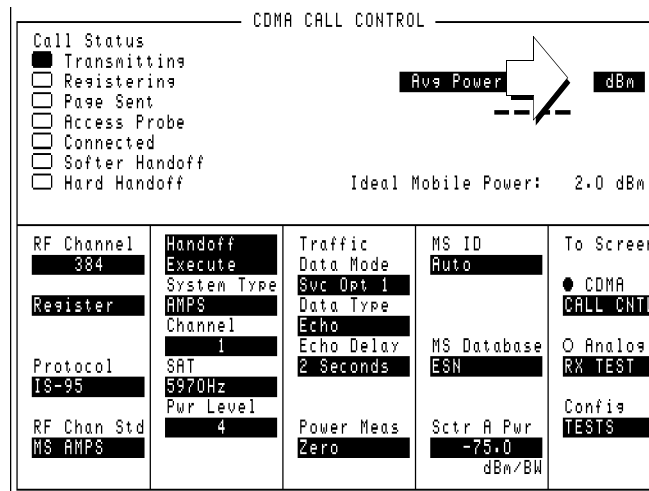 CDMA CALL CONTROL
Call Status
Transmitting
Registering
Page Sent
Access Probe
Connected
Softer Handoff
Hard Handoff
Avg Power
dBm
Ideal Mobile Power: 2.0 dBm
RF Channel
384
Register
Protocol
IS-95
RF Chan Std
MS AMPS
Handoff
Execute
System Type
AMPS
Channel
1
SAT
5970Hz
Pwr Level
4
Traffic
Data Mode
Svc Opt 1
Data Type
Echo
Echo Delay
2 Seconds
Power Meas
Zero
MS ID
Auto
MS Database
ESN
Sctr A Pwr
-75.0
dBm/BW
To Screen
CDMA
CALL CNTL
Analog
RX TEST
Config
TESTS